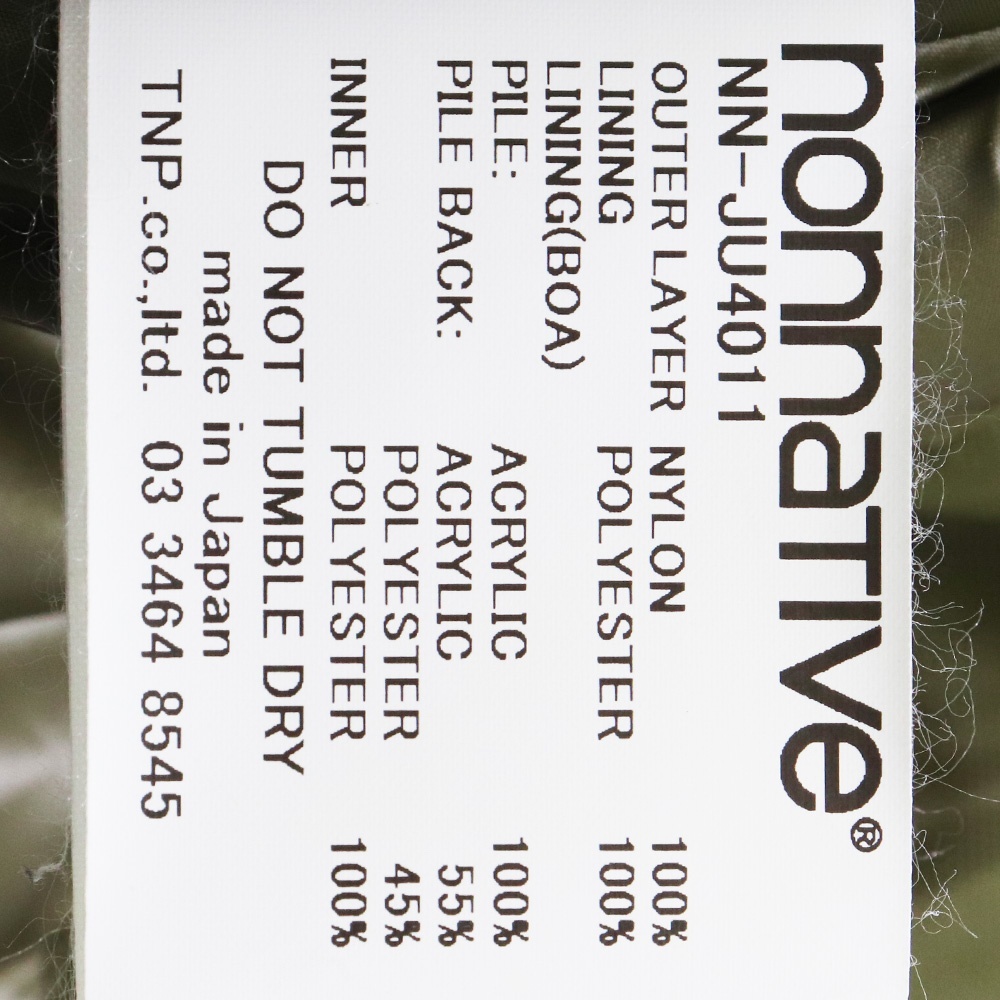 nonnative®
NN-JU4011
OUTER LAYER NYLON 100%
LINING POLYESTER 100%
LINING(BOA)
PILE: ACRYLIC 100%
PILE BACK: ACRYLIC 55%
POLYESTER 45%
INNER POLYESTER 100%
DO NOT TUMBLE DRY
made in Japan
TNP.co.,ltd. 03 3464 8545